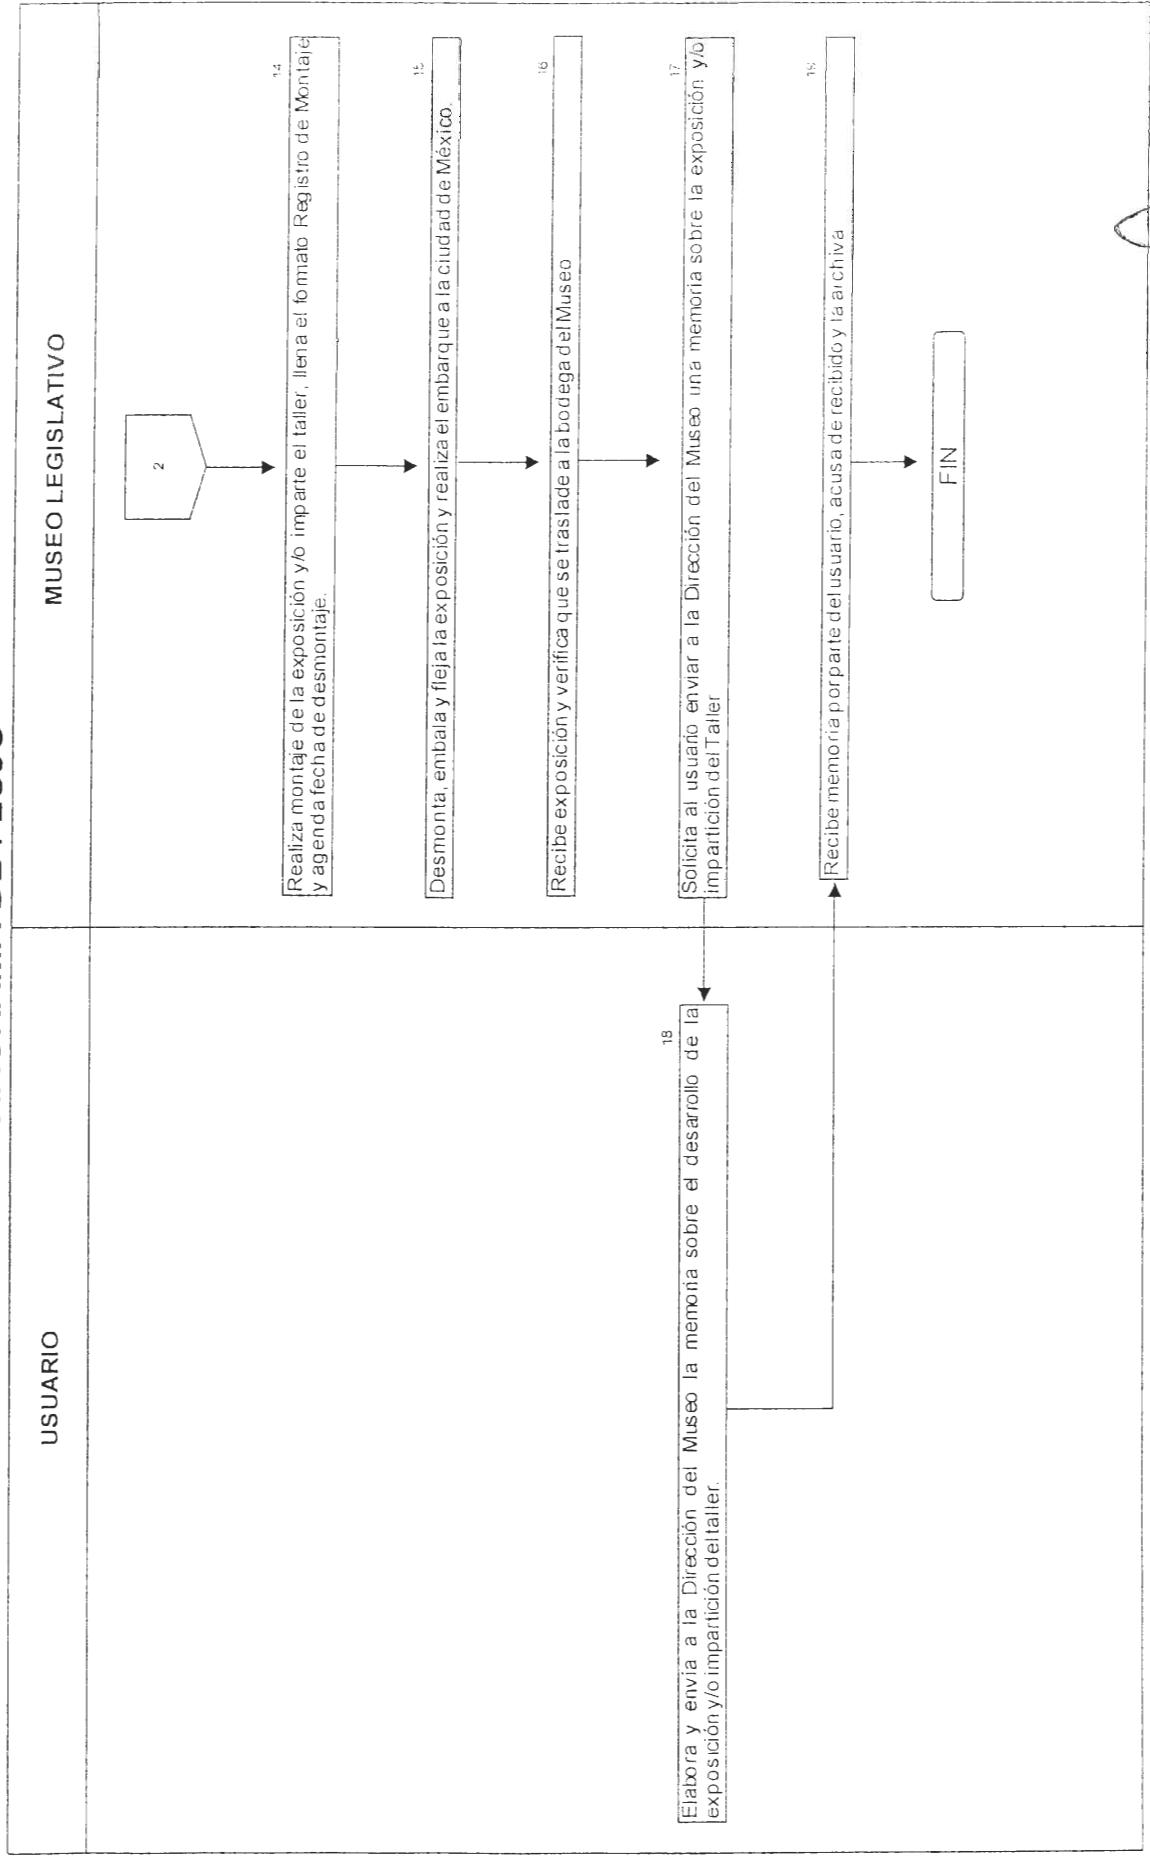 USUARIO
MUSEO LEGISLATIVO
2
14
Realiza montaje de la exposición y/o imparte el taller, llena el formato Registro de Montaje
y agenda fecha de desmontaje.
15
Desmonta, embala y fleja la exposición y realiza el embarque a la ciudad de México.
16
Recibe exposición y verifica que se traslade a la bodega del Museo
17
Solicita al usuario enviar a la Dirección del Museo una memoria sobre la exposición y/o
impartición del Taller
18
Elabora y envía a la Dirección del Museo la memoria sobre el desarrollo de la
exposición y/o impartición del taller.
19
Recibe memoria por parte del usuario, acusa de recibido y la archiva
FIN